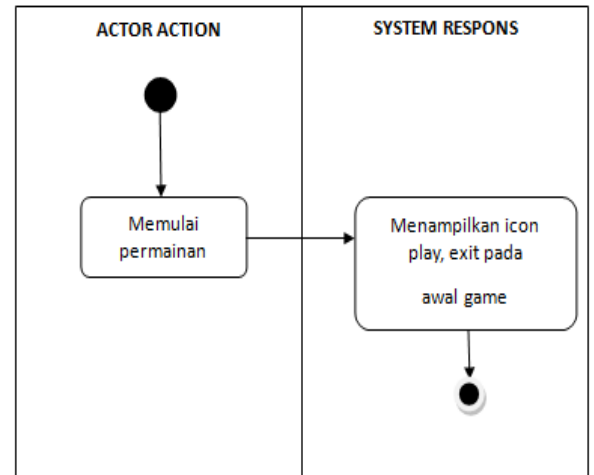 ACTOR ACTION
SYSTEM RESPONS
Memulai
permainan
Menampilkan icon
play, exit pada
awal game